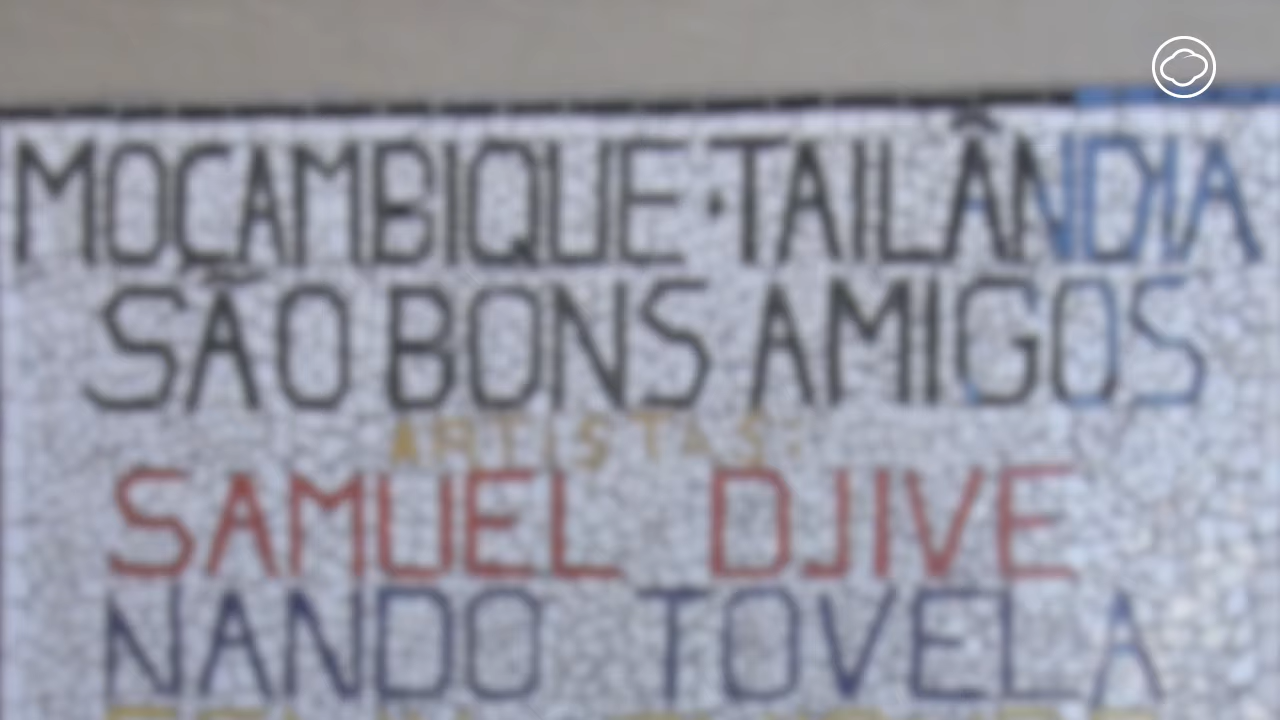 MOÇAMBIQUE·TAILÂNDIA
SÃO BONS AMIGOS
ARTISTAS:
SAMUEL DJIVE
NANDO TOVELA